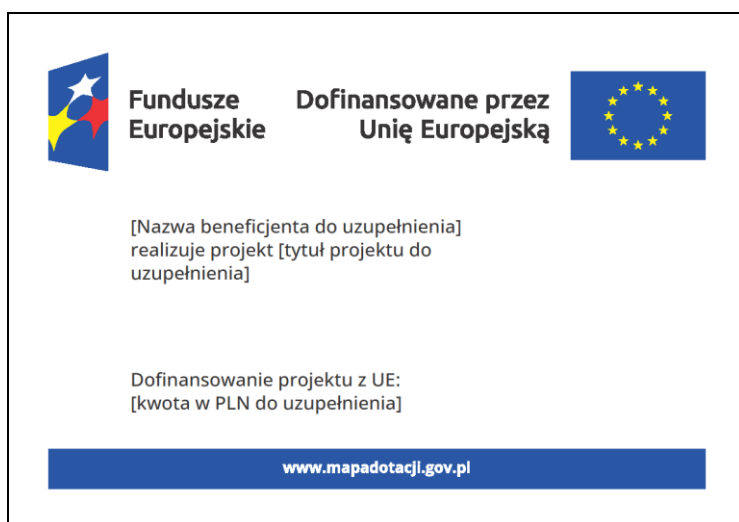 Fundusze
Europejskie
Dofinansowane przez
Unię Europejską
[Nazwa beneficjenta do uzupełnienia]
realizuje projekt [tytuł projektu do
uzupełnienia]
Dofinansowanie projektu z UE:
[kwota w PLN do uzupełnienia]
www.mapadotacji.gov.pl